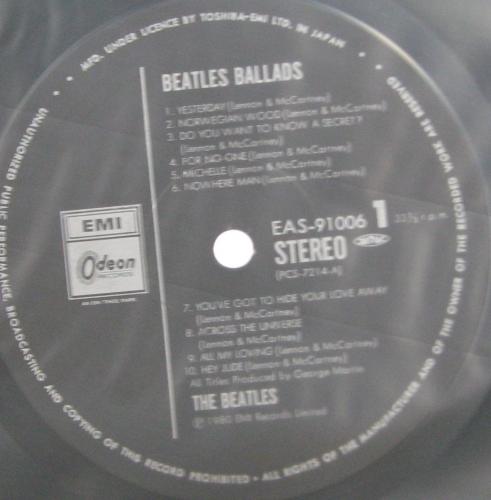 MFD. UNDER LICENCE BY TOSHIBA-EMI LTD. IN JAPAN
BEATLES BALLADS
1. YESTERDAY (Lennon & McCartney)
2. NORWEGIAN WOOD (Lennon & McCartney)
3. DO YOU WANT TO KNOW A SECRET?
(Lennon & McCartney)
4. FOR NO ONE (Lennon & McCartney)
5. MICHELLE (Lennon & McCartney)
6. NOWHERE MAN (Lennon & McCartney)
EAS-91006 1 33⅓ r.p.m.
STEREO
(PCS-7214-A)
EMI
Odeon
RECORDS
7. YOU'VE GOT TO HIDE YOUR LOVE AWAY
(Lennon & McCartney)
8. ACROSS THE UNIVERSE
(Lennon & McCartney)
9. ALL MY LOVING (Lennon & McCartney)
10. HEY JUDE (Lennon & McCartney)
All Titles Produced by George Martin
THE BEATLES
℗ 1980 EMI Records Limited
UNAUTHORIZED PUBLIC PERFORMANCE, BROADCASTING AND COPYING OF THIS RECORD PROHIBITED • ALL RIGHTS OF THE MANUFACTURER AND OF THE OWNER OF THE RECORDED WORK ARE RESERVED